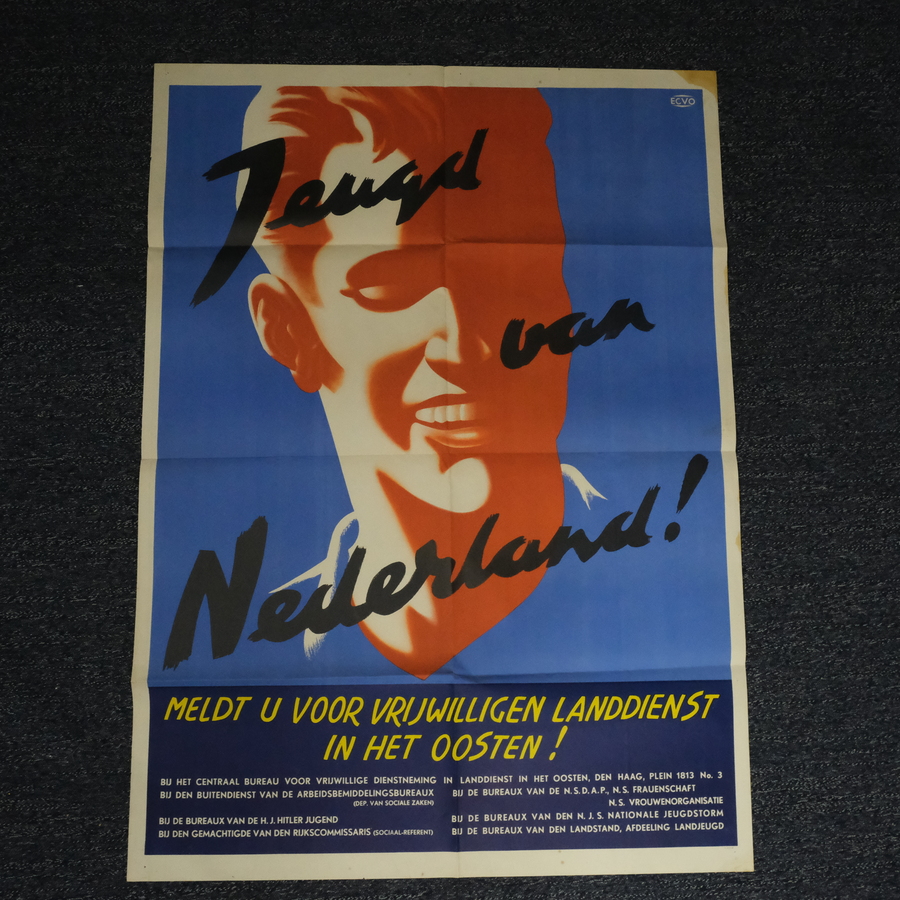 ECVO
Jeugd
van
Nederland!
MELDT U VOOR VRIJWILLIGEN LANDDIENST
IN HET OOSTEN!
BIJ HET CENTRAAL BUREAU VOOR VRIJWILLIGE DIENSTNEMING IN LANDDIENST IN HET OOSTEN, DEN HAAG, PLEIN 1813 No. 3
BIJ DEN BUITENDIENST VAN DE ARBEIDSBEMIDDELINGSBUREAUX
(DEP. VAN SOCIALE ZAKEN)
BIJ DE BUREAUX VAN DE H. J. HITLER JUGEND
BIJ DEN GEMACHTIGDE VAN DEN RIJKSCOMMISSARIS (SOCIAAL-REFERENT)
BIJ DE BUREAUX VAN DE N.S.D.A.P., N.S. FRAUENSCHAFT
N.S. VROUWENORGANISATIE
BIJ DE BUREAUX VAN DEN N. J. S. NATIONALE JEUGDSTORM
BIJ DE BUREAUX VAN DEN LANDSTAND, AFDEELING LANDJEUGD